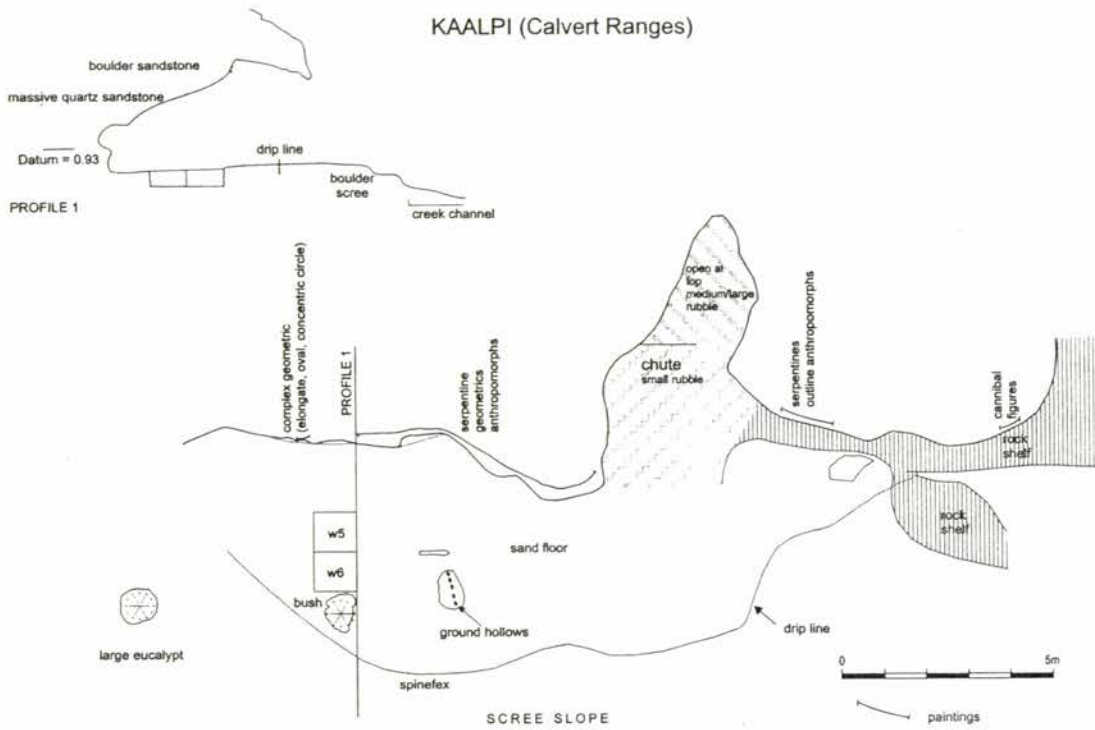 KAALPI (Calvert Ranges)
boulder sandstone
massive quartz sandstone
Datum = 0.93
drip line
boulder
scree
creek channel
PROFILE 1
complex geometric
(elongate, oval, concentric circle)
PROFILE 1
serpentine
geometrics
anthropomorphs
open at
top
medium/large
rubble
chute
small rubble
serpentines
outline anthropomorphs
cannibal
figures
rock
shelf
rock
shelf
w5
w6
sand floor
bush
ground hollows
large eucalypt
drip line
spinefex
0
5m
SCREE SLOPE
paintings